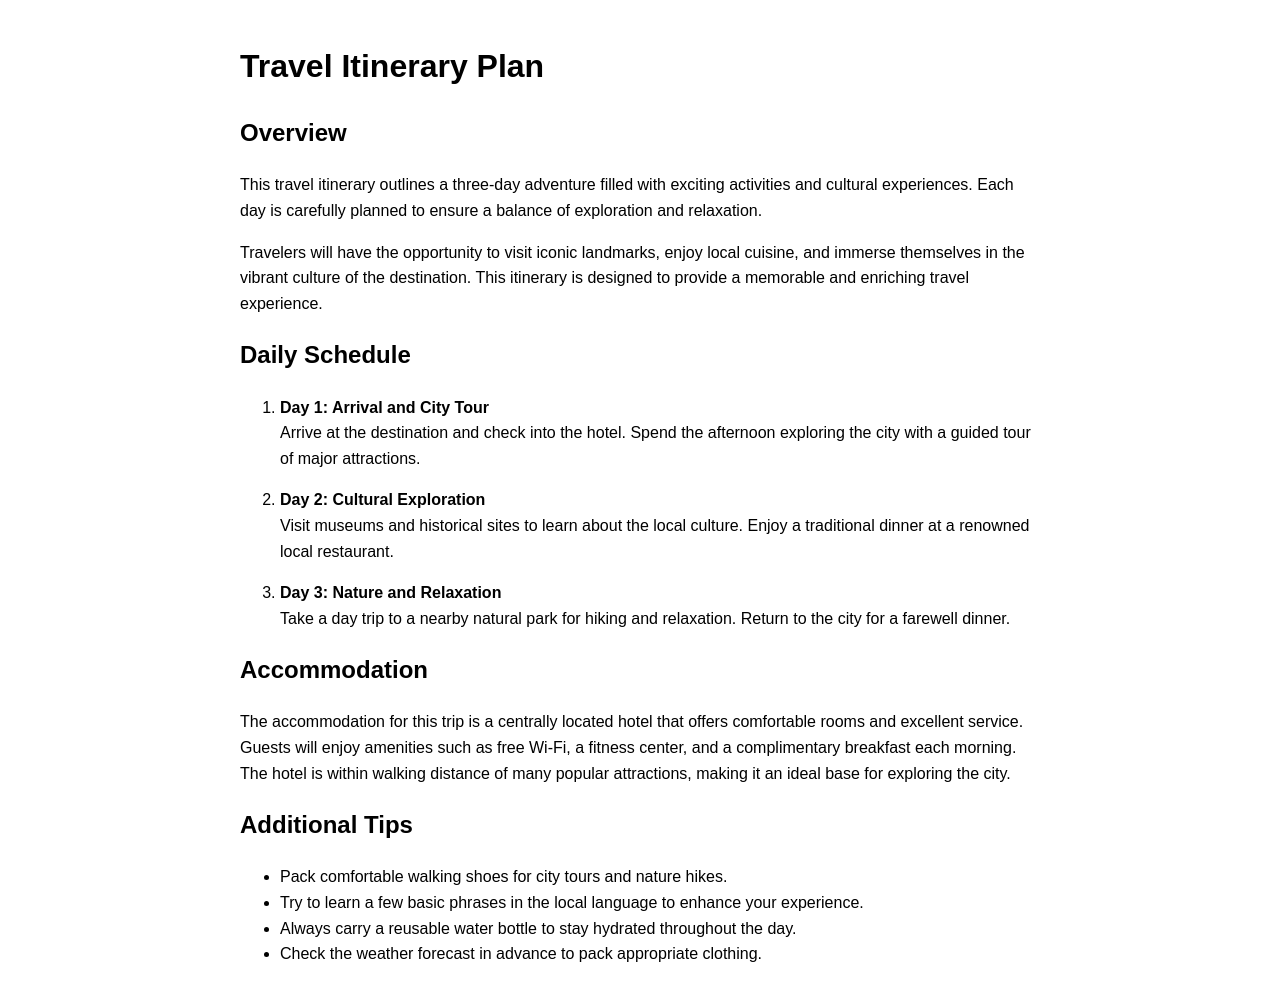 Travel Itinerary Plan
Overview
This travel itinerary outlines a three-day adventure filled with exciting activities and cultural experiences. Each
day is carefully planned to ensure a balance of exploration and relaxation.
Travelers will have the opportunity to visit iconic landmarks, enjoy local cuisine, and immerse themselves in the
vibrant culture of the destination. This itinerary is designed to provide a memorable and enriching travel
experience.
Daily Schedule
1. Day 1: Arrival and City Tour
Arrive at the destination and check into the hotel. Spend the afternoon exploring the city with a guided tour
of major attractions.
2. Day 2: Cultural Exploration
Visit museums and historical sites to learn about the local culture. Enjoy a traditional dinner at a renowned
local restaurant.
3. Day 3: Nature and Relaxation
Take a day trip to a nearby natural park for hiking and relaxation. Return to the city for a farewell dinner.
Accommodation
The accommodation for this trip is a centrally located hotel that offers comfortable rooms and excellent service.
Guests will enjoy amenities such as free Wi-Fi, a fitness center, and a complimentary breakfast each morning.
The hotel is within walking distance of many popular attractions, making it an ideal base for exploring the city.
Additional Tips
• Pack comfortable walking shoes for city tours and nature hikes.
• Try to learn a few basic phrases in the local language to enhance your experience.
• Always carry a reusable water bottle to stay hydrated throughout the day.
• Check the weather forecast in advance to pack appropriate clothing.